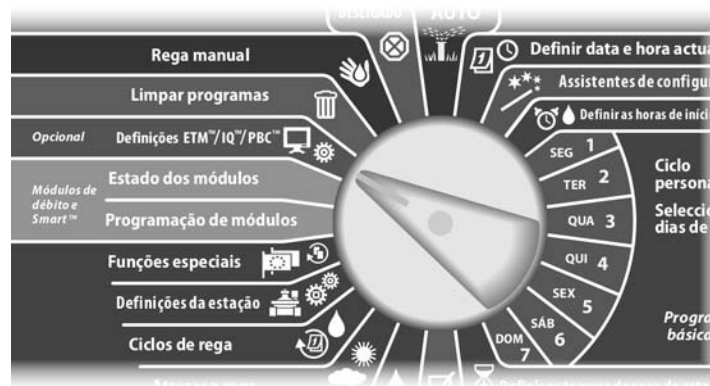 DESLIGADO
AUTO
Rega manual
Limpar programas
Opcional
Definições ETM™/IQ™/PBC™
Módulos de
débito e
Smart™
Estado dos módulos
Programação de módulos
Funções especiais
Definições da estação
Ciclos de rega
Definir data e hora actua
Assistentes de configu
Definir as horas de iníci
SEG 1
TER 2
QUA 3
QUI 4
SEX 5
SÁB 6
DOM 7
Ciclo
persona
Selecci
dias de
Progra
básica